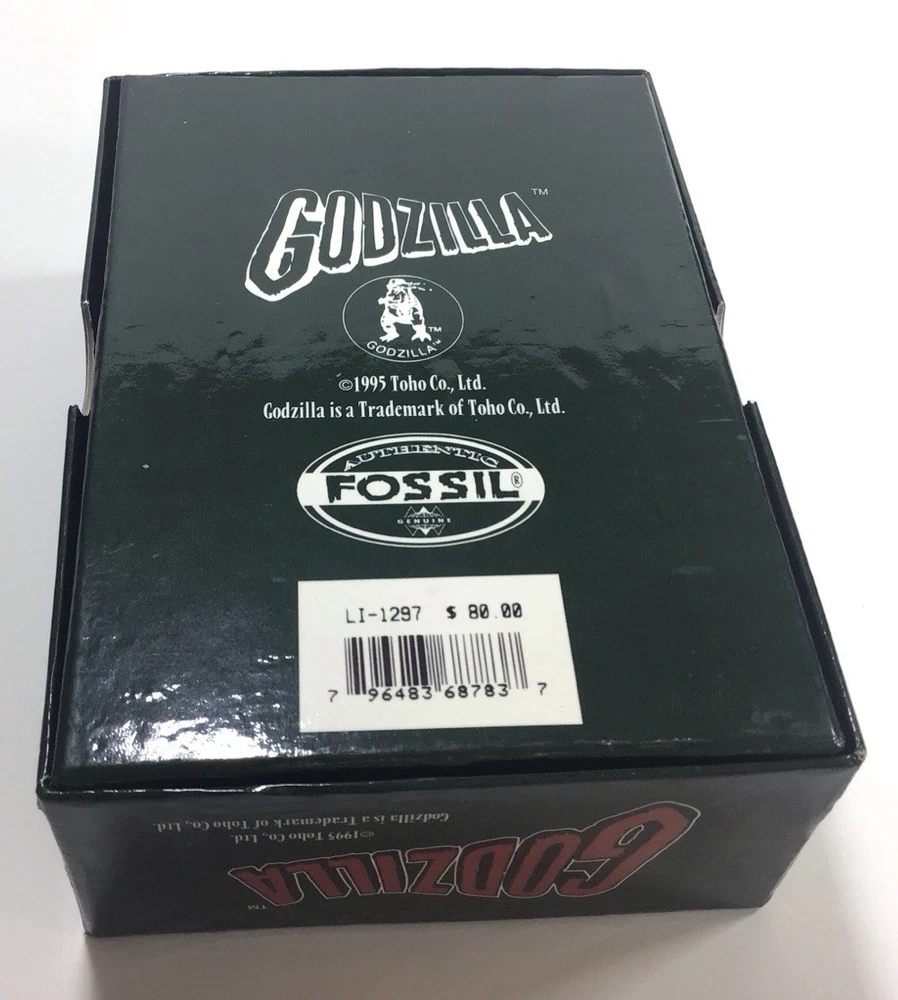 GODZILLA™
TM
GODZILLA™
©1995 Toho Co., Ltd.
Godzilla is a Trademark of Toho Co., Ltd.
AUTHENTIC
FOSSIL®
GENUINE
LI-1297 $ 80.00
7 96483 68783 7
Godzilla is a Trademark of Toho Co., Ltd.
©1995 Toho Co., Ltd.
GODZILLA™